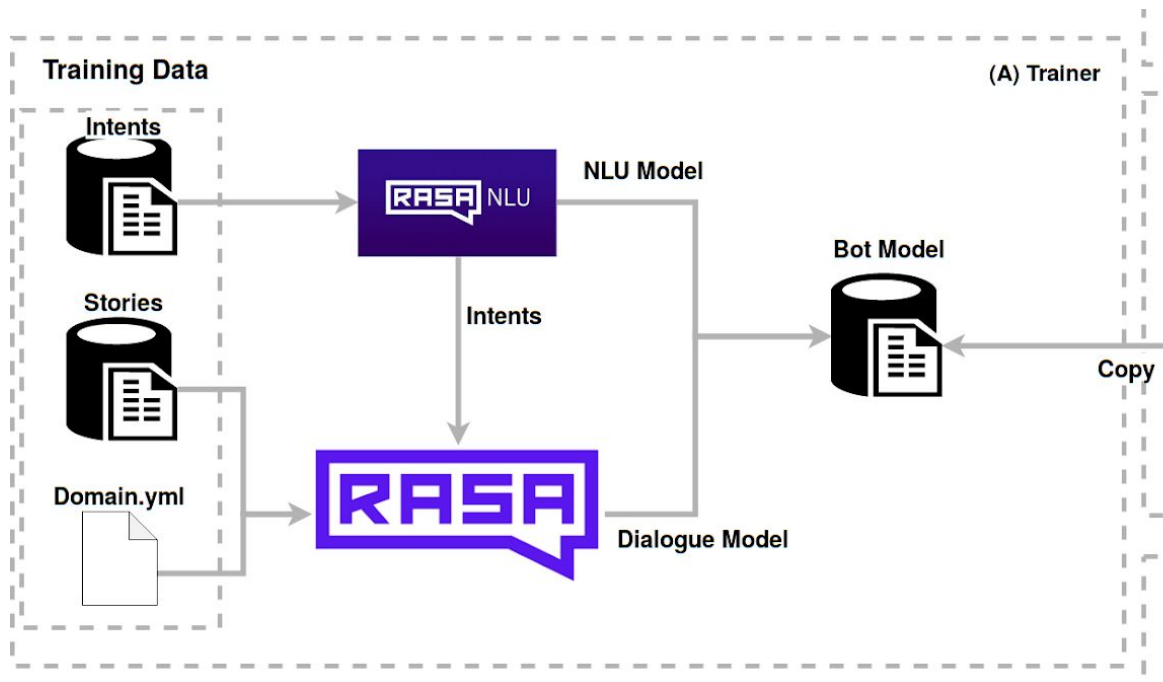 Training Data
(A) Trainer
Intents
RASA NLU
NLU Model
Bot Model
Stories
Intents
Copy
Domain.yml
RASA
Dialogue Model